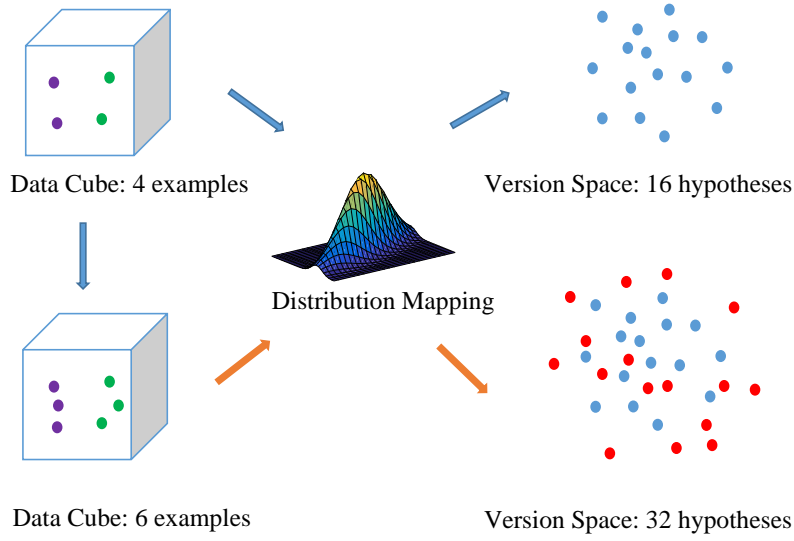 Data Cube: 4 examples
Version Space: 16 hypotheses
Distribution Mapping
Data Cube: 6 examples
Version Space: 32 hypotheses